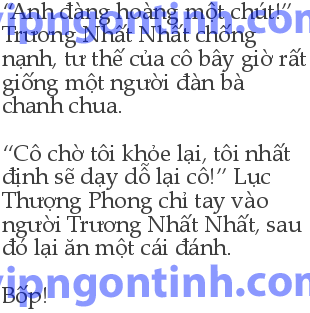 “Anh đàng hoàng một chút!”
Trương Nhất Nhất chống
nạnh, tư thế của cô bây giờ rất
giống một người đàn bà
chanh chua.
“Cô chờ tôi khỏe lại, tôi nhất
định sẽ dạy dỗ lại cô!” Lục
Thượng Phong chỉ tay vào
người Trương Nhất Nhất, sau
đó lại ăn một cái đánh.
vipngontinh.com
Bốp!